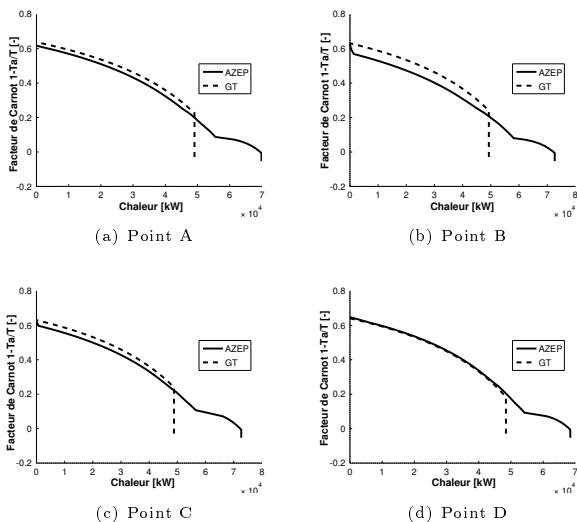 0.8
0.6
0.4
0.2
0
-0.2
Facteur de Carnot 1-Ta/T [-]
AZEP
GT
0 1 2 3 4 5 6 7
Chaleur [kW]
× 10⁴
(a) Point A
0.8
0.6
0.4
0.2
0
-0.2
Facteur de Carnot 1-Ta/T [-]
AZEP
GT
0 1 2 3 4 5 6 7 8
Chaleur [kW]
× 10⁴
(b) Point B
0.8
0.6
0.4
0.2
0
-0.2
Facteur de Carnot 1-Ta/T [-]
AZEP
GT
0 1 2 3 4 5 6 7 8
Chaleur [kW]
× 10⁴
(c) Point C
0.8
0.6
0.4
0.2
0
-0.2
Facteur de Carnot 1-Ta/T [-]
AZEP
GT
0 1 2 3 4 5 6 7
Chaleur [kW]
× 10⁴
(d) Point D